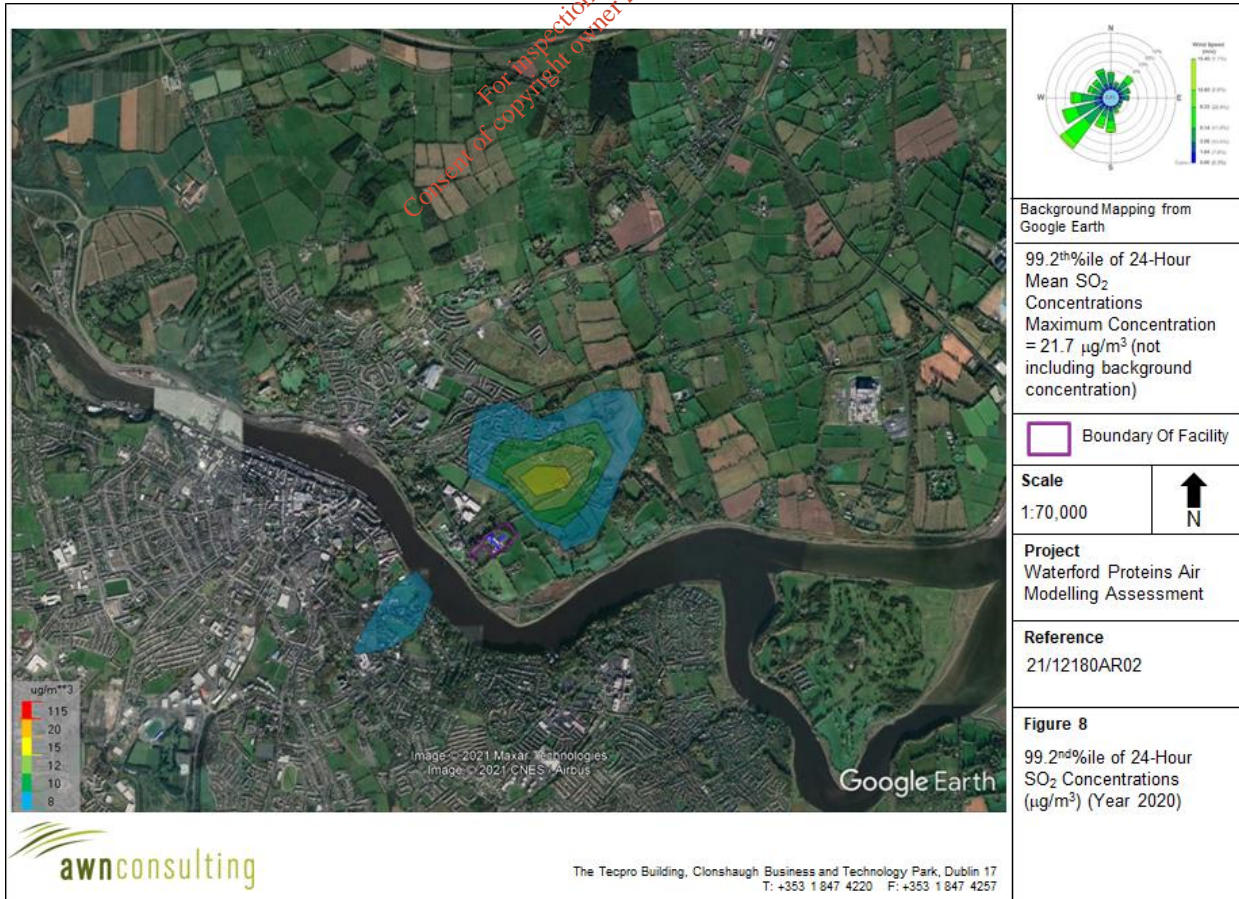 For inspection
Consent of copyright owner
N
W
E
S
Wind Speed
Background Mapping from
Google Earth
99.2th%ile of 24-Hour
Mean SO2
Concentrations
Maximum Concentration
= 21.7 μg/m3 (not
including background
concentration)
Boundary Of Facility
Scale
1:70,000
N
Project
Waterford Proteins Air
Modelling Assessment
Reference
21/12180AR02
Figure 8
99.2nd%ile of 24-Hour
SO2 Concentrations
(μg/m3) (Year 2020)
ug/m**3
115
20
15
12
10
8
Image © 2021 Maxar Technologies
Image © 2021 CNES / Airbus
Google Earth
awnconsulting
The Tecpro Building, Clonshaugh Business and Technology Park, Dublin 17
T: +353 1 847 4220 F: +353 1 847 4257